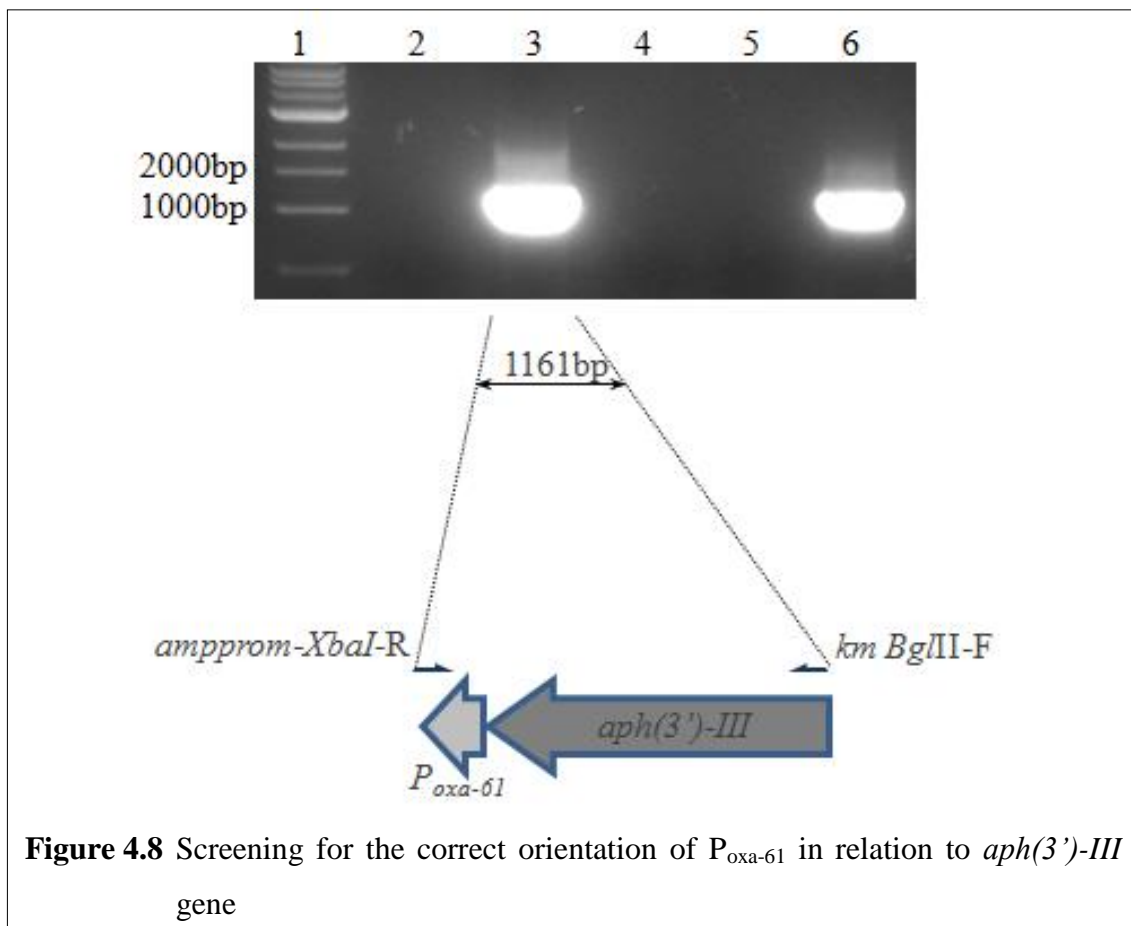 1 2 3 4 5 6
2000bp
1000bp
1161bp
ampprom-XbaI-R
km BglII-F
aph(3’)-III
Poxa-61
Figure 4.8 Screening for the correct orientation of Poxa-61 in relation to aph(3’)-III
gene